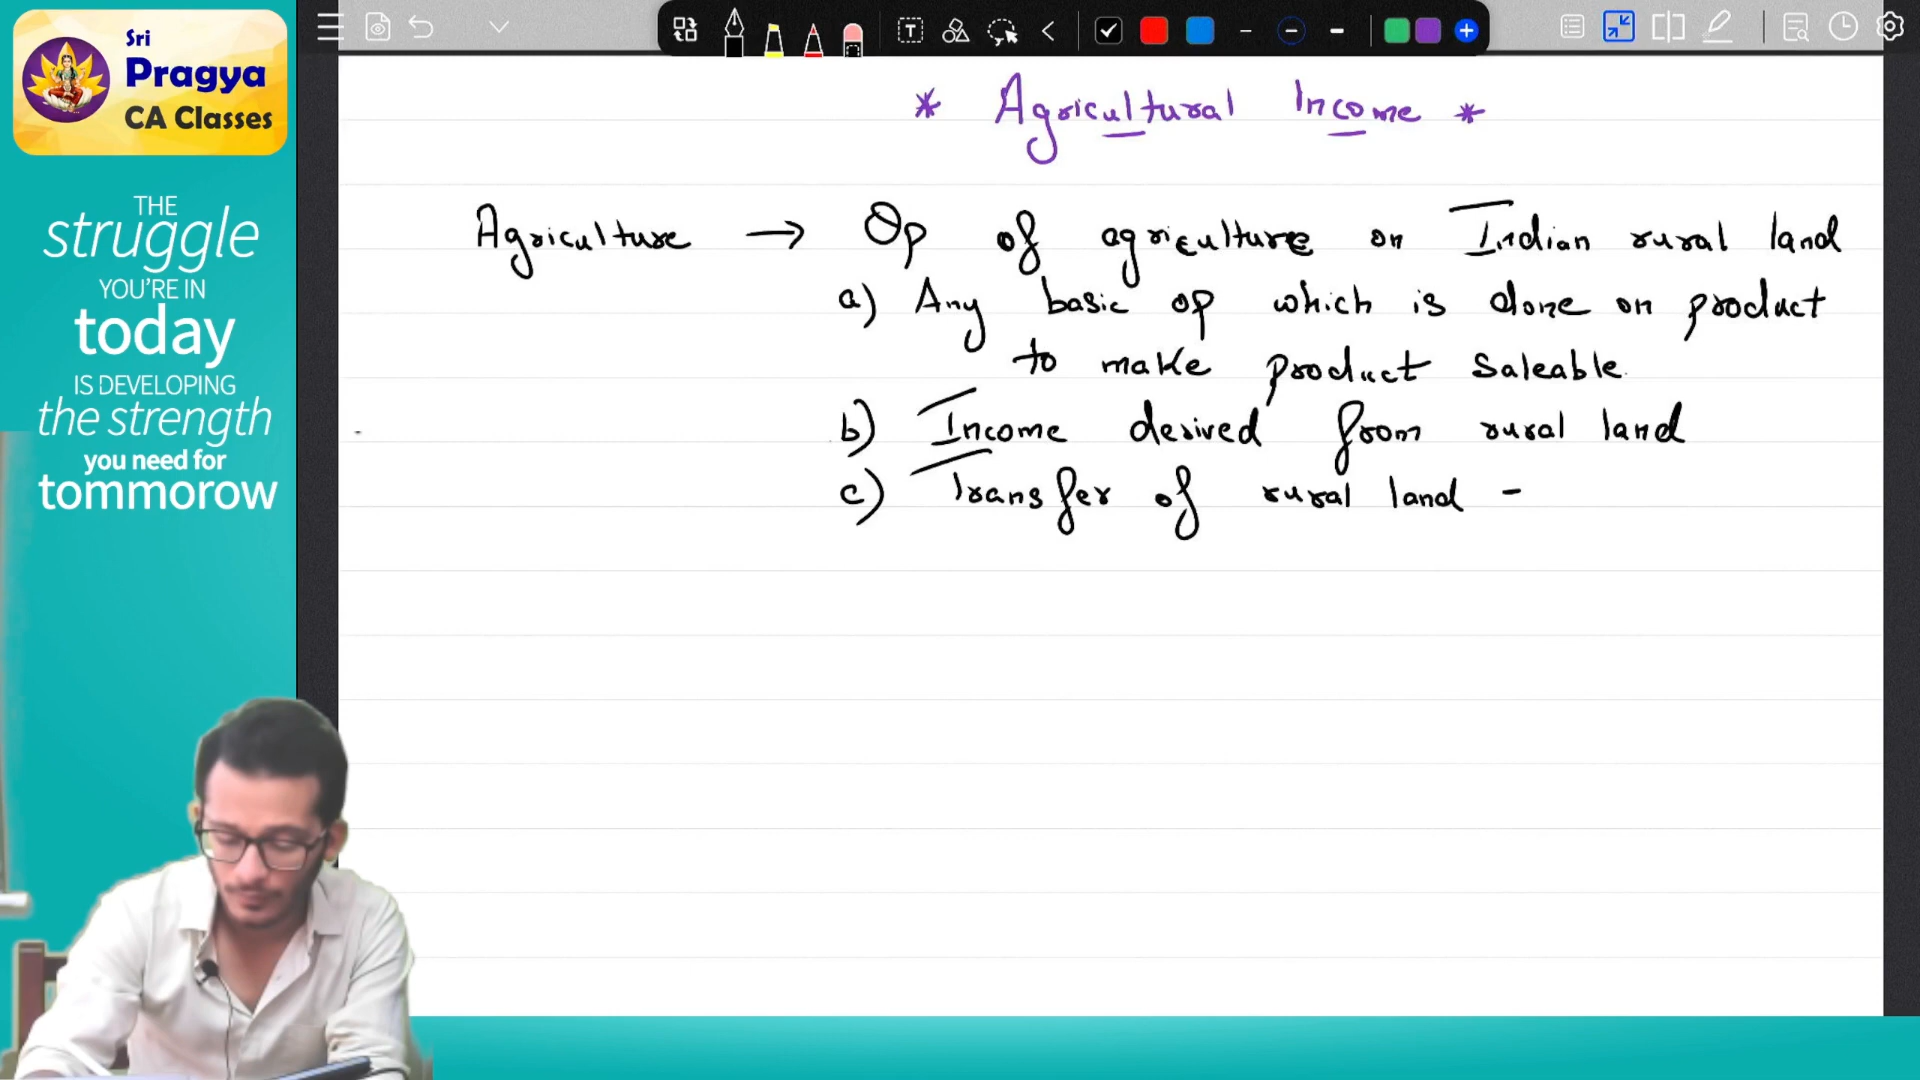 Sri
Pragya
CA Classes
THE
struggle
YOU'RE IN
today
IS DEVELOPING
the strength
you need for
tommorow
* Agricultural Income *
Agriculture → Op of agriculture on Indian rural land
a) Any basic op which is done on product
to make product saleable.
b) Income derived from rural land
c) Transfer of rural land -